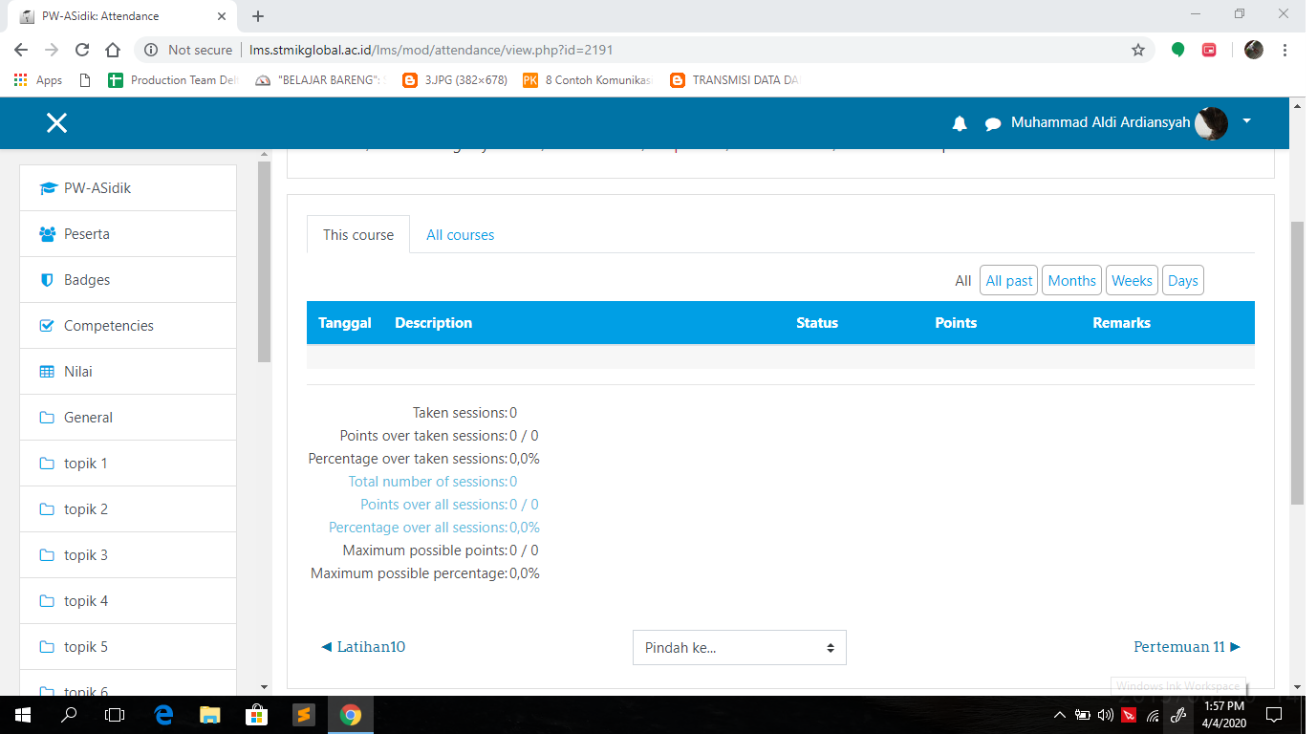 PW-ASidik: Attendance
Not secure | lms.stmikglobal.ac.id/lms/mod/attendance/view.php?id=2191
Apps Production Team Del "BELAJAR BARENG": 3.JPG (382×678) PK 8 Contoh Komunikas TRANSMISI DATA DA
Muhammad Aldi Ardiansyah
PW-ASidik
Peserta
Badges
Competencies
Nilai
General
topik 1
topik 2
topik 3
topik 4
topik 5
topik 6
This course All courses
All All past Months Weeks Days
Tanggal Description Status Points Remarks
Taken sessions: 0
Points over taken sessions: 0 / 0
Percentage over taken sessions: 0,0%
Total number of sessions: 0
Points over all sessions: 0 / 0
Percentage over all sessions: 0,0%
Maximum possible points: 0 / 0
Maximum possible percentage: 0,0%
◄ Latihan10 Pindah ke... Pertemuan 11 ►
Windows Ink Workspace
1:57 PM
4/4/2020